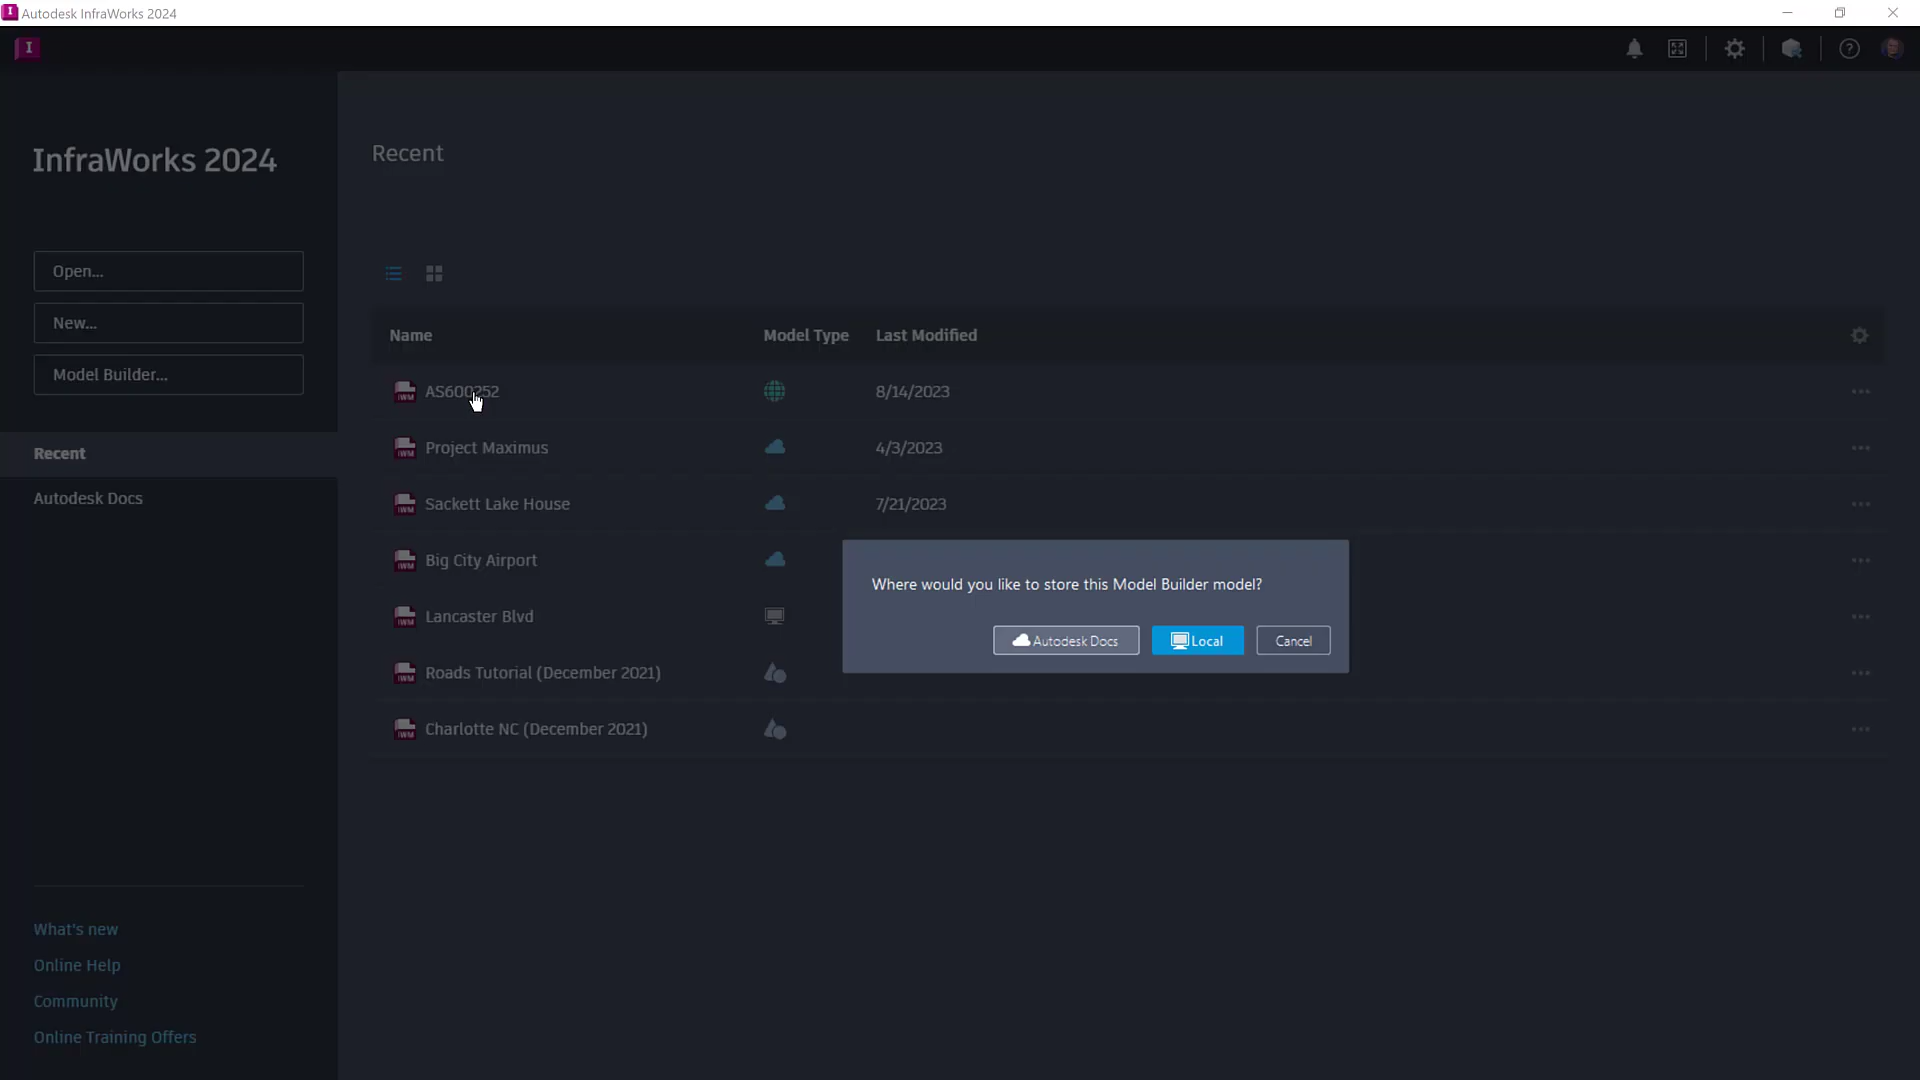 Autodesk InfraWorks 2024
InfraWorks 2024
Open...
New...
Model Builder...
Recent
Autodesk Docs
What's new
Online Help
Community
Online Training Offers
Recent
Name Model Type Last Modified
AS600252 8/14/2023
Project Maximus 4/3/2023
Sackett Lake House 7/21/2023
Big City Airport
Lancaster Blvd
Roads Tutorial (December 2021)
Charlotte NC (December 2021)
Where would you like to store this Model Builder model?
Autodesk Docs Local Cancel